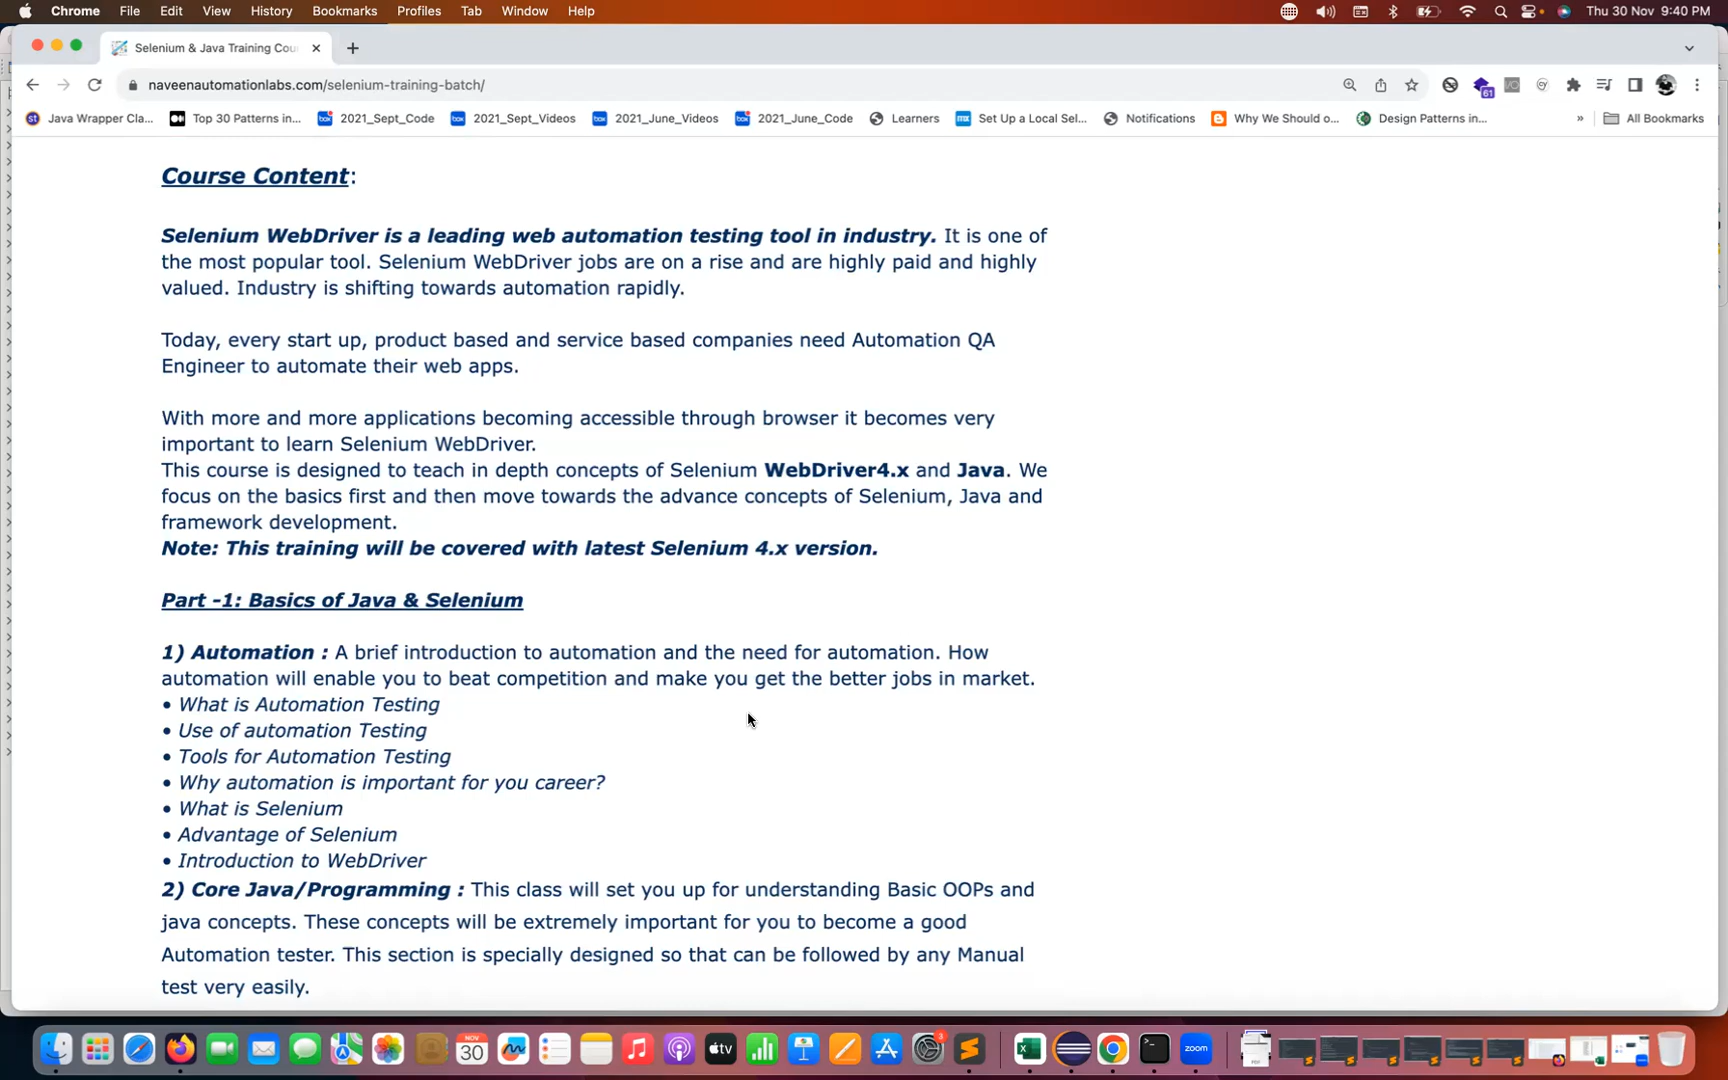 Chrome File Edit View History Bookmarks Profiles Tab Window Help Thu 30 Nov 9:40 PM
Selenium & Java Training Cou
naveenautomationlabs.com/selenium-training-batch/
61
Java Wrapper Cla... Top 30 Patterns in... 2021_Sept_Code 2021_Sept_Videos 2021_June_Videos 2021_June_Code Learners Set Up a Local Sel... Notifications Why We Should o... Design Patterns in... » All Bookmarks
Course Content:
Selenium WebDriver is a leading web automation testing tool in industry. It is one of
the most popular tool. Selenium WebDriver jobs are on a rise and are highly paid and highly
valued. Industry is shifting towards automation rapidly.
Today, every start up, product based and service based companies need Automation QA
Engineer to automate their web apps.
With more and more applications becoming accessible through browser it becomes very
important to learn Selenium WebDriver.
This course is designed to teach in depth concepts of Selenium WebDriver4.x and Java. We
focus on the basics first and then move towards the advance concepts of Selenium, Java and
framework development.
Note: This training will be covered with latest Selenium 4.x version.
Part -1: Basics of Java & Selenium
1) Automation : A brief introduction to automation and the need for automation. How
automation will enable you to beat competition and make you get the better jobs in market.
• What is Automation Testing
• Use of automation Testing
• Tools for Automation Testing
• Why automation is important for you career?
• What is Selenium
• Advantage of Selenium
• Introduction to WebDriver
2) Core Java/Programming : This class will set you up for understanding Basic OOPs and
java concepts. These concepts will be extremely important for you to become a good
Automation tester. This section is specially designed so that can be followed by any Manual
test very easily.
NOV
30
tv
3
zoom